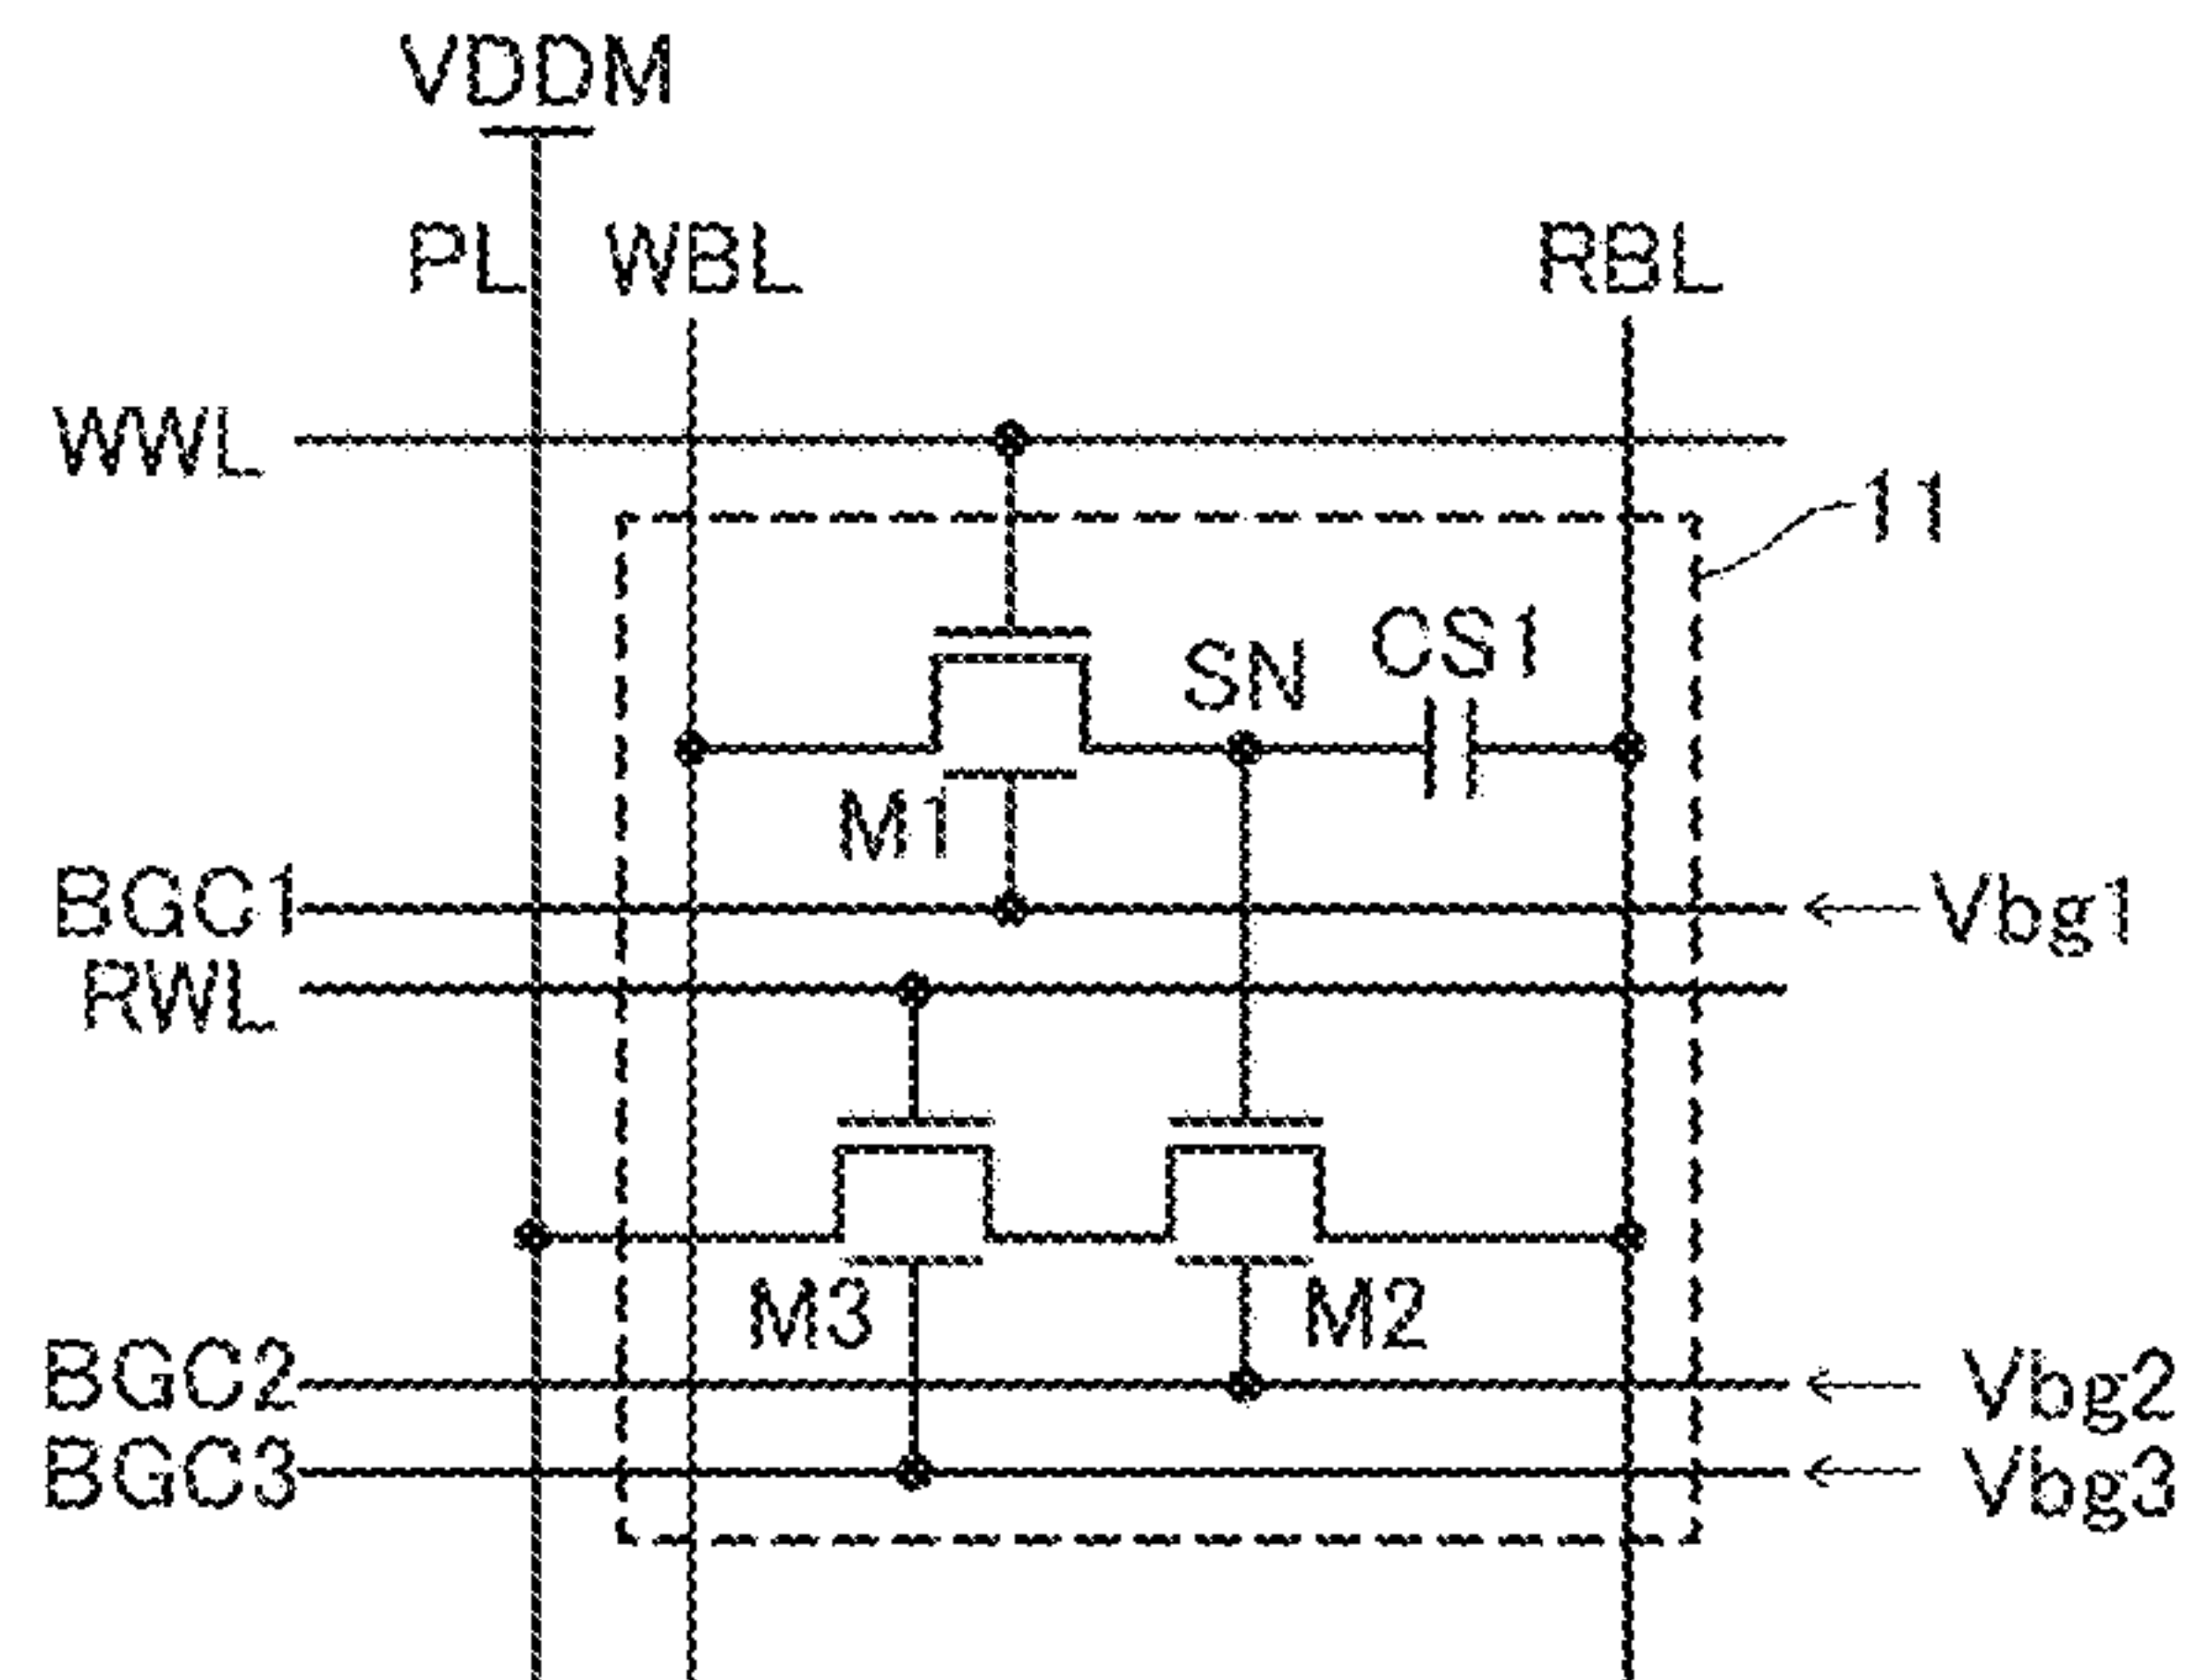 VDDM
PL WBL RBL
WWL
11
SN CS1
M1
BGC1 Vbg1
RWL
M3 M2
BGC2 Vbg2
BGC3 Vbg3